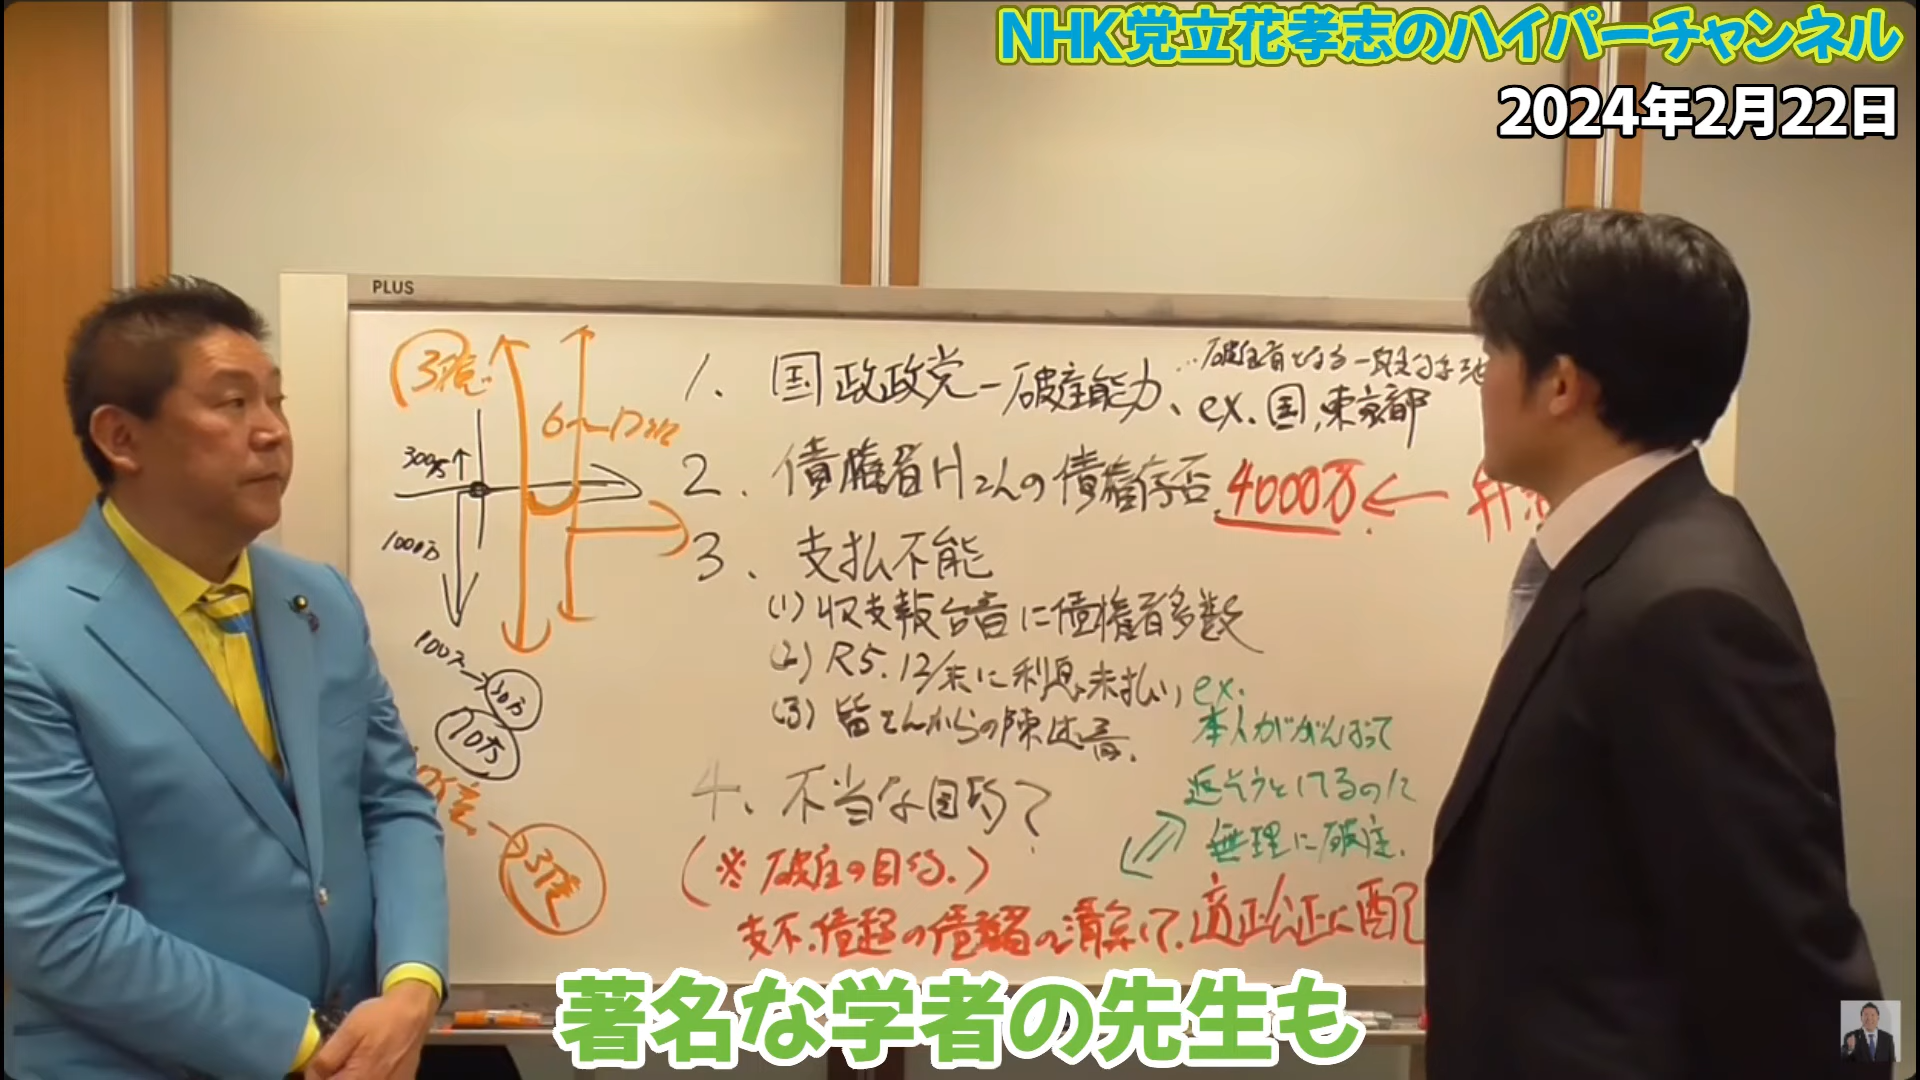 NHK党立花孝志のハイパーチャンネル
2024年2月22日
PLUS
3億
300万
1000万
100万
30万
10万
3億
1. 国政政党ー破産能力、ex.国,東京都
2. 債権者Hさんの債権存否 4000万
3. 支払不能
(1) 収支報告書に債権者多数
(2) R5.12/末に利息未払い,
(3) 皆さんからの陳述書.
ex.
本人ががんばって
返そうとしてるのに
無理に破産.
4. 不当な目的?
(※ 破産の目的.)
支不.債超の債務者の清算して.適正公正に配
著名な学者の先生も